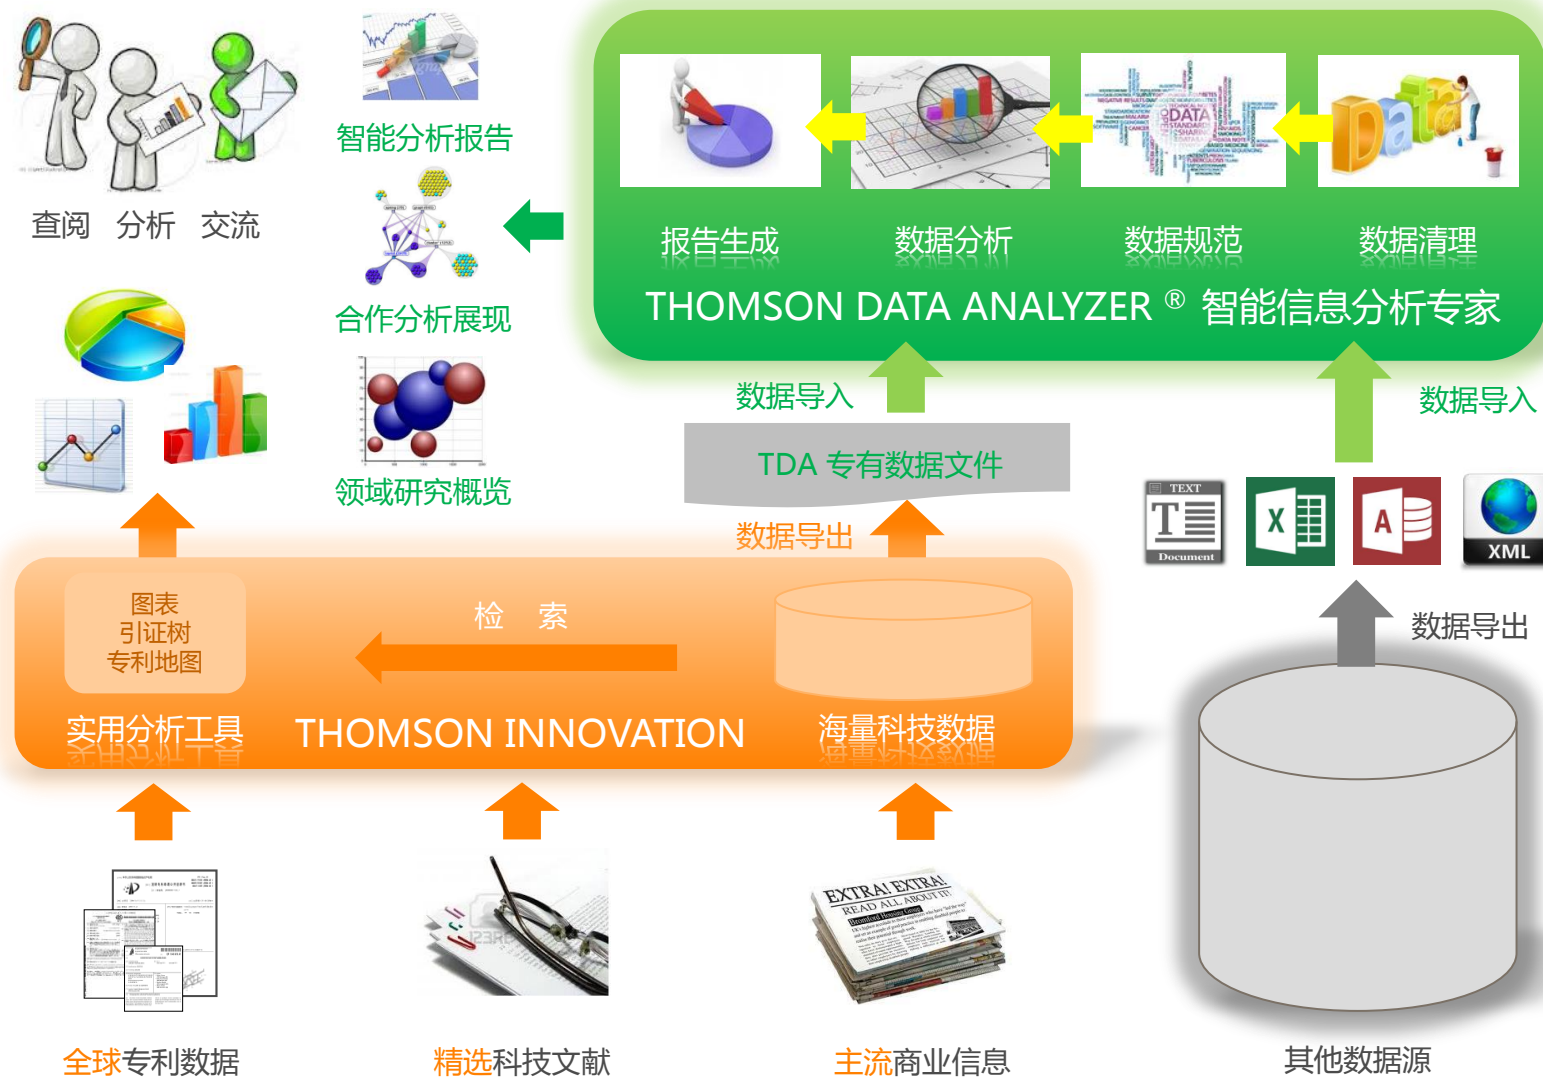 查阅 分析 交流
智能分析报告
合作分析展现
领域研究概览
报告生成
数据分析
数据规范
数据清理
DATA
Data
THOMSON DATA ANALYZER ® 智能信息分析专家
数据导入
数据导入
TDA 专有数据文件
数据导出
TEXT
T
Document
X
A
XML
数据导出
图表
引证树
专利地图
检 索
实用分析工具
THOMSON INNOVATION
海量科技数据
EXTRA! EXTRA!
READ ALL ABOUT IT!
Bromford Housing Group
全球专利数据
精选科技文献
主流商业信息
其他数据源